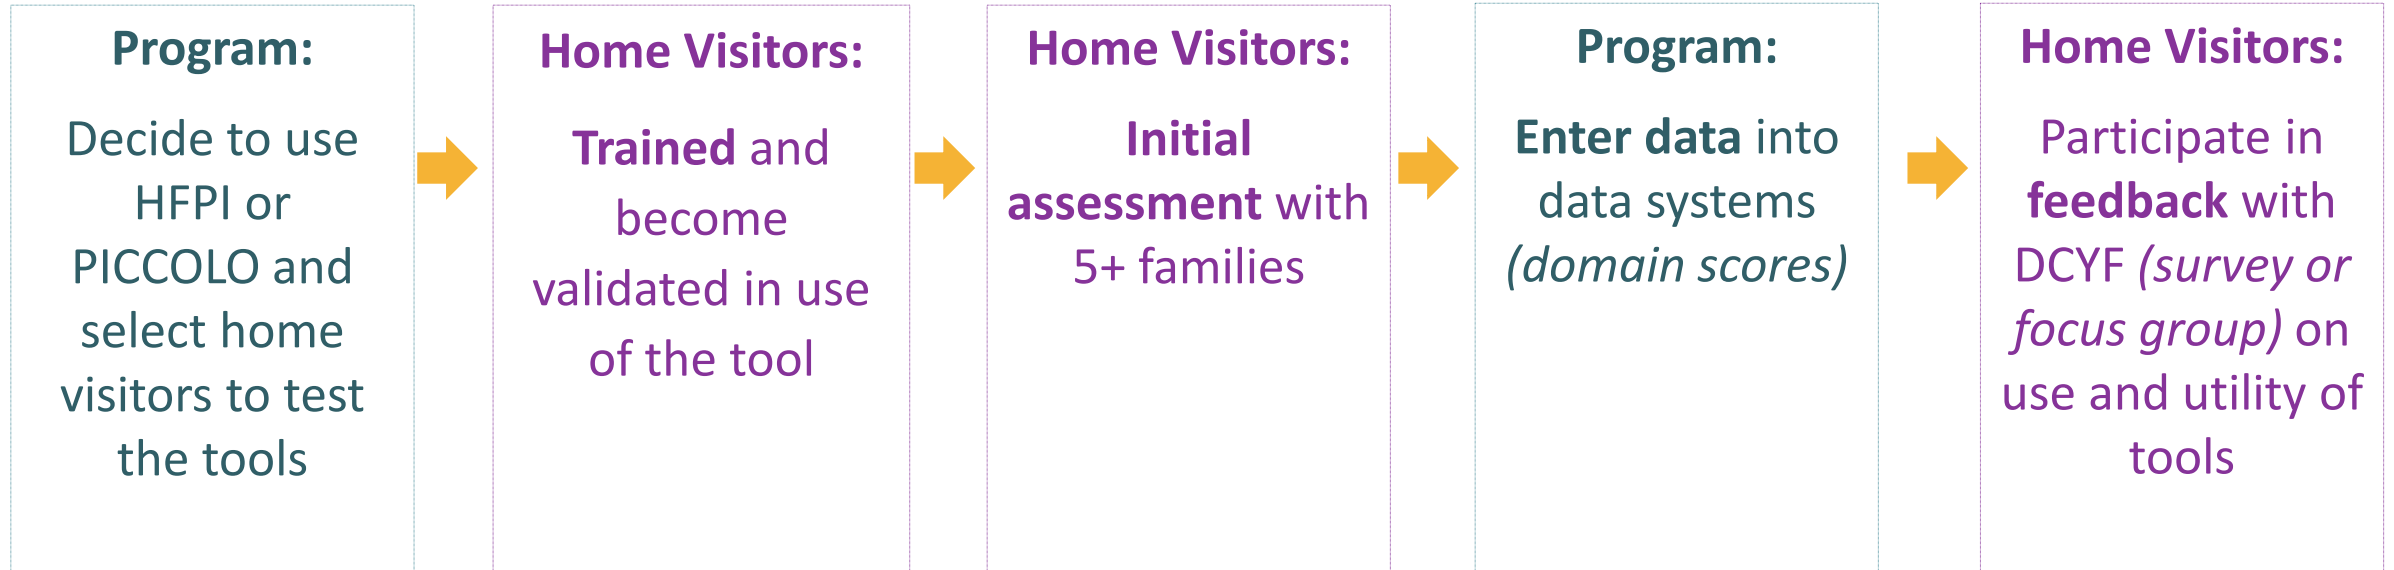 Program:
Decide to use
HFPI or
PICCOLO and
select home
visitors to test
the tools
Home Visitors:
Trained and
become
validated in use
of the tool
Home Visitors:
Initial
assessment with
5+ families
Program:
Enter data into
data systems
(domain scores)
Home Visitors:
Participate in
feedback with
DCYF (survey or
focus group) on
use and utility of
tools